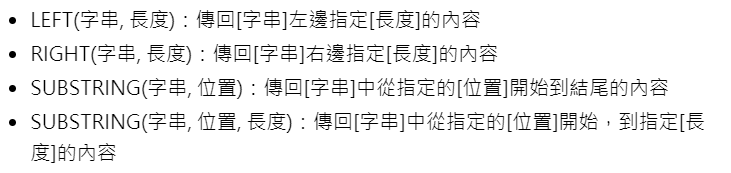 • LEFT(字串, 長度)：傳回[字串]左邊指定[長度]的內容
• RIGHT(字串, 長度)：傳回[字串]右邊指定[長度]的內容
• SUBSTRING(字串, 位置)：傳回[字串]中從指定的[位置]開始到結尾的內容
• SUBSTRING(字串, 位置, 長度)：傳回[字串]中從指定的[位置]開始，到指定[長
度]的內容